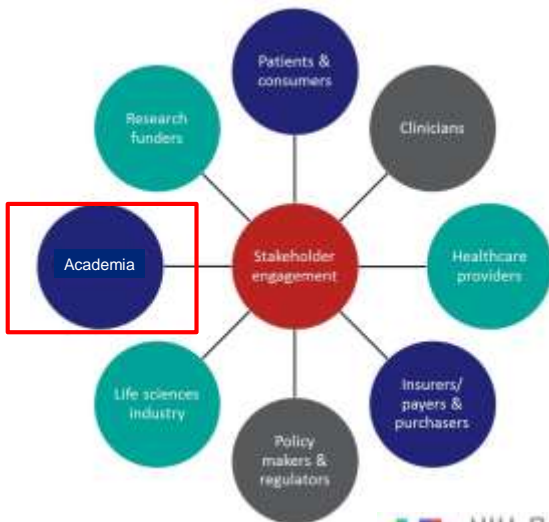 Patients &
consumers
Research
funders
Clinicians
Academia
Stakeholder
engagement
Healthcare
providers
Life sciences
industry
Insurers/
payers &
purchasers
Policy
makers &
regulators